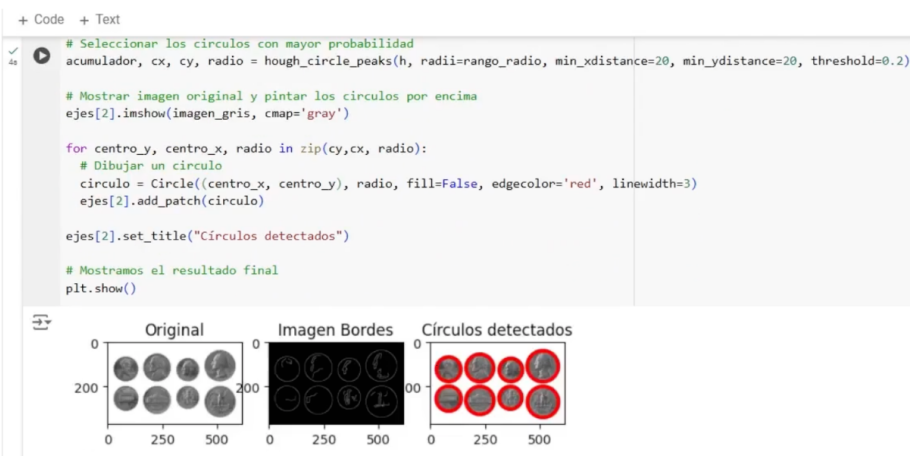 + Code + Text
4s
# Seleccionar los circulos con mayor probabilidad
acumulador, cx, cy, radio = hough_circle_peaks(h, radii=rango_radio, min_xdistance=20, min_ydistance=20, threshold=0.2)
# Mostrar imagen original y pintar los circulos por encima
ejes[2].imshow(imagen_gris, cmap='gray')
for centro_y, centro_x, radio in zip(cy,cx, radio):
# Dibujar un circulo
circulo = Circle((centro_x, centro_y), radio, fill=False, edgecolor='red', linewidth=3)
ejes[2].add_patch(circulo)
ejes[2].set_title("Círculos detectados")
# Mostramos el resultado final
plt.show()
Original Imagen Bordes Círculos detectados
0 0 0
200 200 00
0 250 500 0 250 500 0 250 500